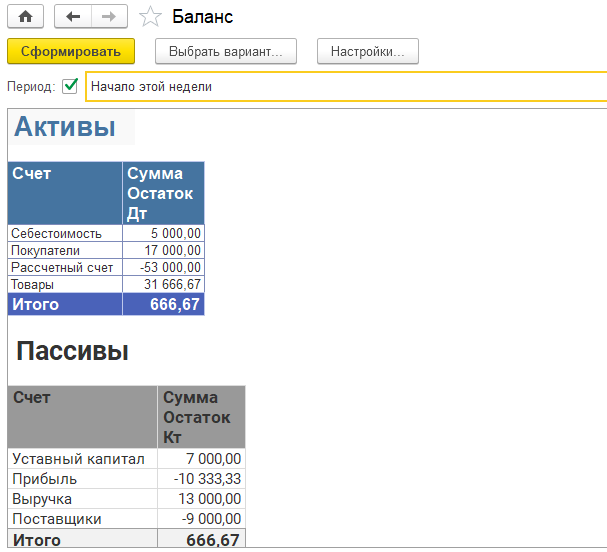 Баланс
Сформировать Выбрать вариант... Настройки...
Период: Начало этой недели
Активы
Счет Сумма
Остаток
Дт
Себестоимость 5 000,00
Покупатели 17 000,00
Рассчетный счет -53 000,00
Товары 31 666,67
Итого 666,67
Пассивы
Счет Сумма
Остаток
Кт
Уставный капитал 7 000,00
Прибыль -10 333,33
Выручка 13 000,00
Поставщики -9 000,00
Итого 666,67